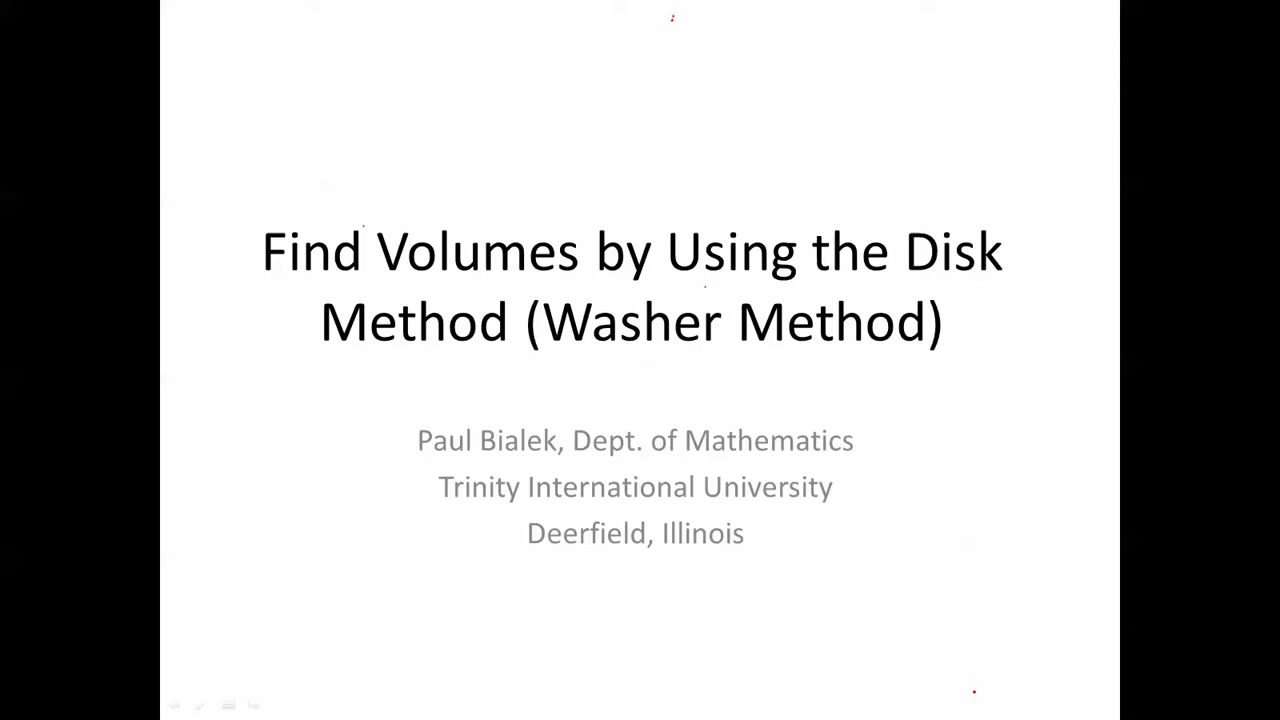 Find Volumes by Using the Disk
Method (Washer Method)
Paul Bialek, Dept. of Mathematics
Trinity International University
Deerfield, Illinois